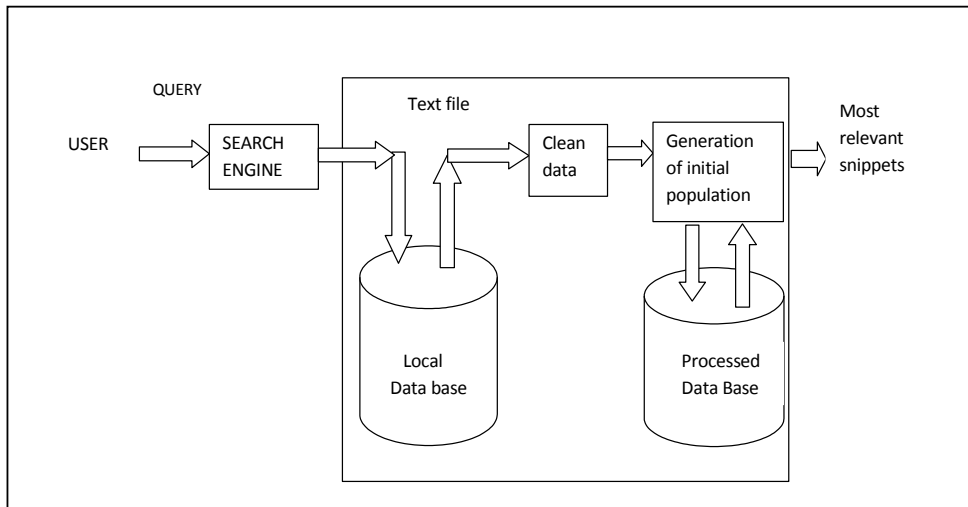 QUERY
USER
SEARCH
ENGINE
Text file
Clean
data
Generation
of initial
population
Most
relevant
snippets
Local
Data base
Processed
Data Base